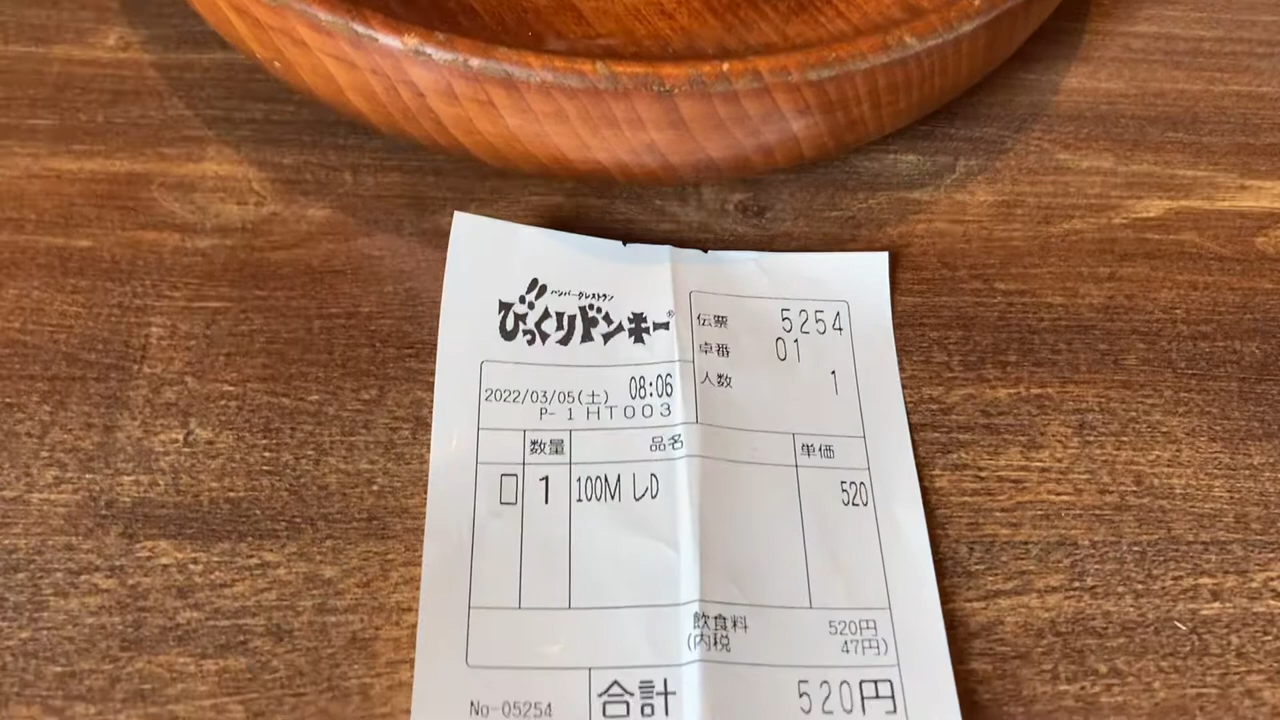 ハンバーグレストラン
びっくりドンキー®
伝票 5254
卓番 01
人数 1
2022/03/05(土) 08:06
P-1HT003
数量 品名 単価
1 100M レD 520
飲食料 520円
(内税 47円)
No-05254 合計 520円